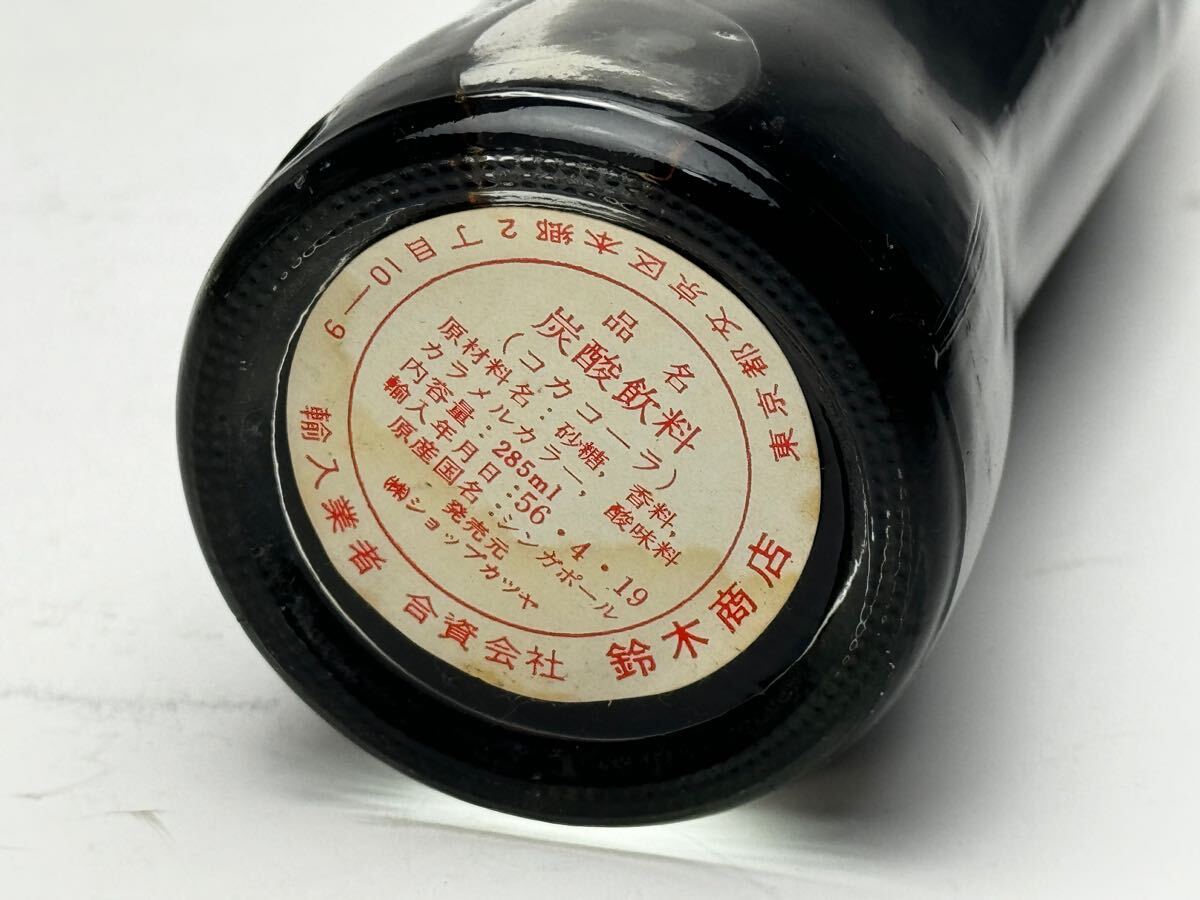 品名
炭酸飲料
(コカコーラ)
原材料名:砂糖,香料,
カラメルカラー,酸味料
内容量:285ml
輸入年月日:56.4.19
原産国名:シンガポール
発売元
㈱ショップカツヤ
輸入業者 合資会社 鈴木商店
東京都文京区本郷2丁目10-9